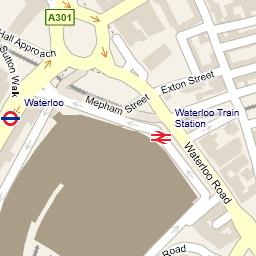 A301
Hall Approach
Sutton Walk
Exton Street
Waterloo
Mepham Street
Waterloo Train
Station
Waterloo Road
Road